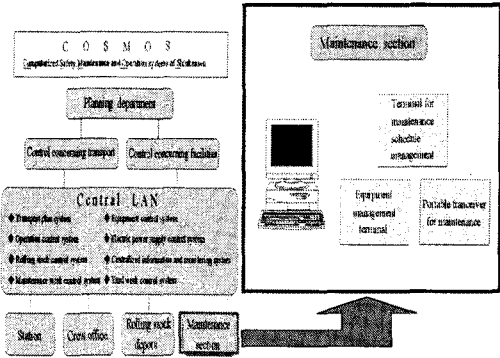 C O S M O S
Computerized Safety Maintenance and Operation systems of Shinkansen
Planning department
Control concerning transport
Control concerning facilities
Central LAN
◆ Transport plan system
◆ Operation control system
◆ Rolling stock control system
◆ Maintenance work control system
◆ Equipment control system
◆ Electric power supply control system
◆ Centralized information and monitoring system
◆ Yard work control system
Station
Crew office
Rolling stock
depots
Maintenance
section
Maintenance section
Terminal for
maintenance
schedule
management
Equipment
management
terminal
Portable tranceiver
for maintenance